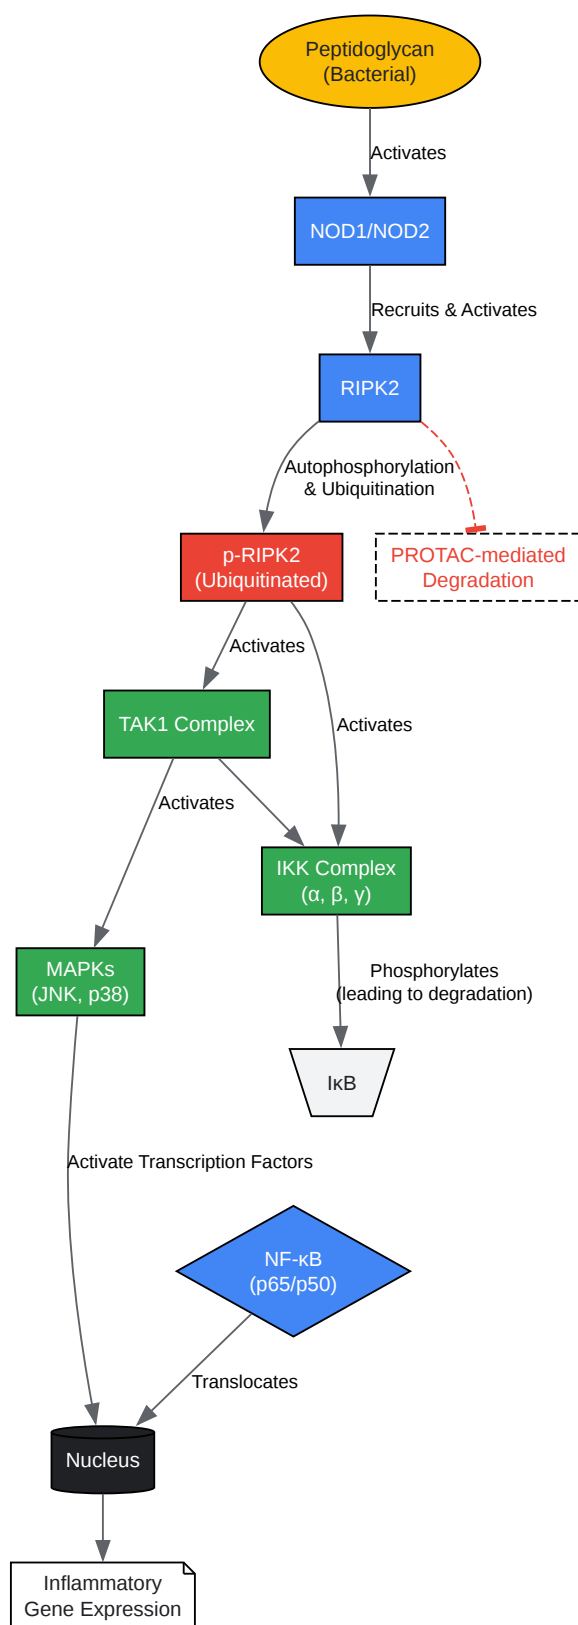 Peptidoglycan
(Bacterial)
Activates
NOD1/NOD2
Recruits & Activates
RIPK2
Autophosphorylation
& Ubiquitination
p-RIPK2
(Ubiquitinated)
PROTAC-mediated
Degradation
Activates
TAK1 Complex
Activates
Activates
IKK Complex
(α, β, γ)
MAPKs
(JNK, p38)
Phosphorylates
(leading to degradation)
IκB
Activate Transcription Factors
NF-κB
(p65/p50)
Translocates
Nucleus
Inflammatory
Gene Expression